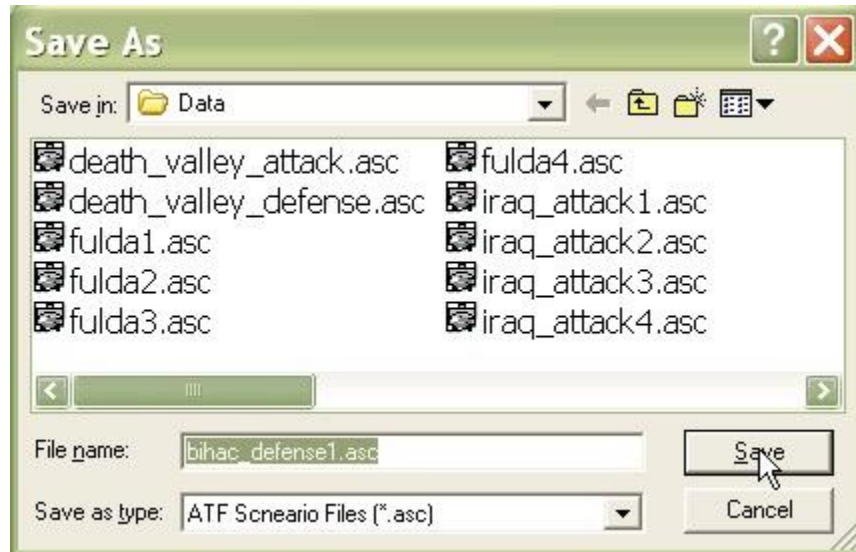 Save As
Save in: Data
death_valley_attack.asc
death_valley_defense.asc
fulda1.asc
fulda2.asc
fulda3.asc
fulda4.asc
iraq_attack1.asc
iraq_attack2.asc
iraq_attack3.asc
iraq_attack4.asc
File name: bihac_defense1.asc
Save
Save as type: ATF Scneario Files (*.asc)
Cancel